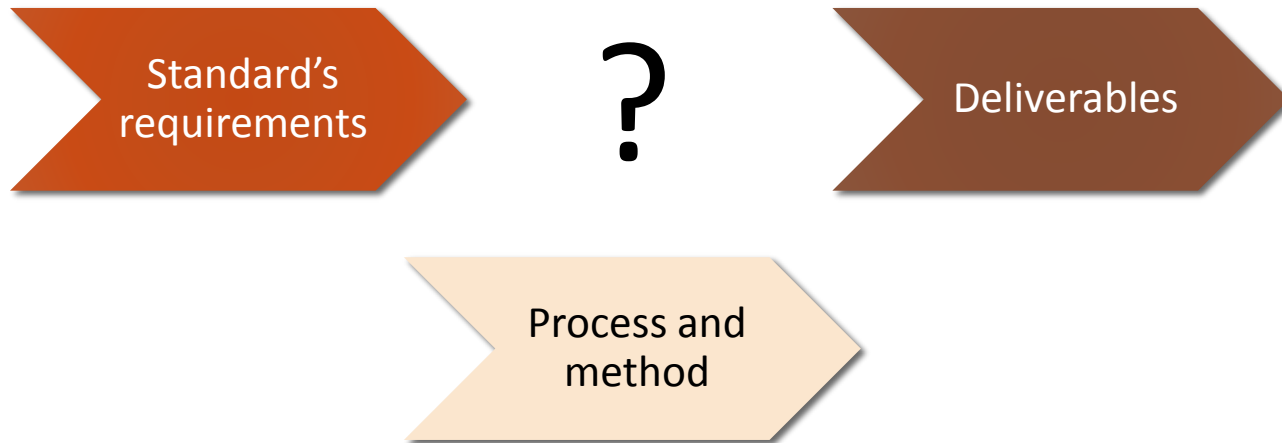 Standard’s
requirements
?
Deliverables
Process and
method